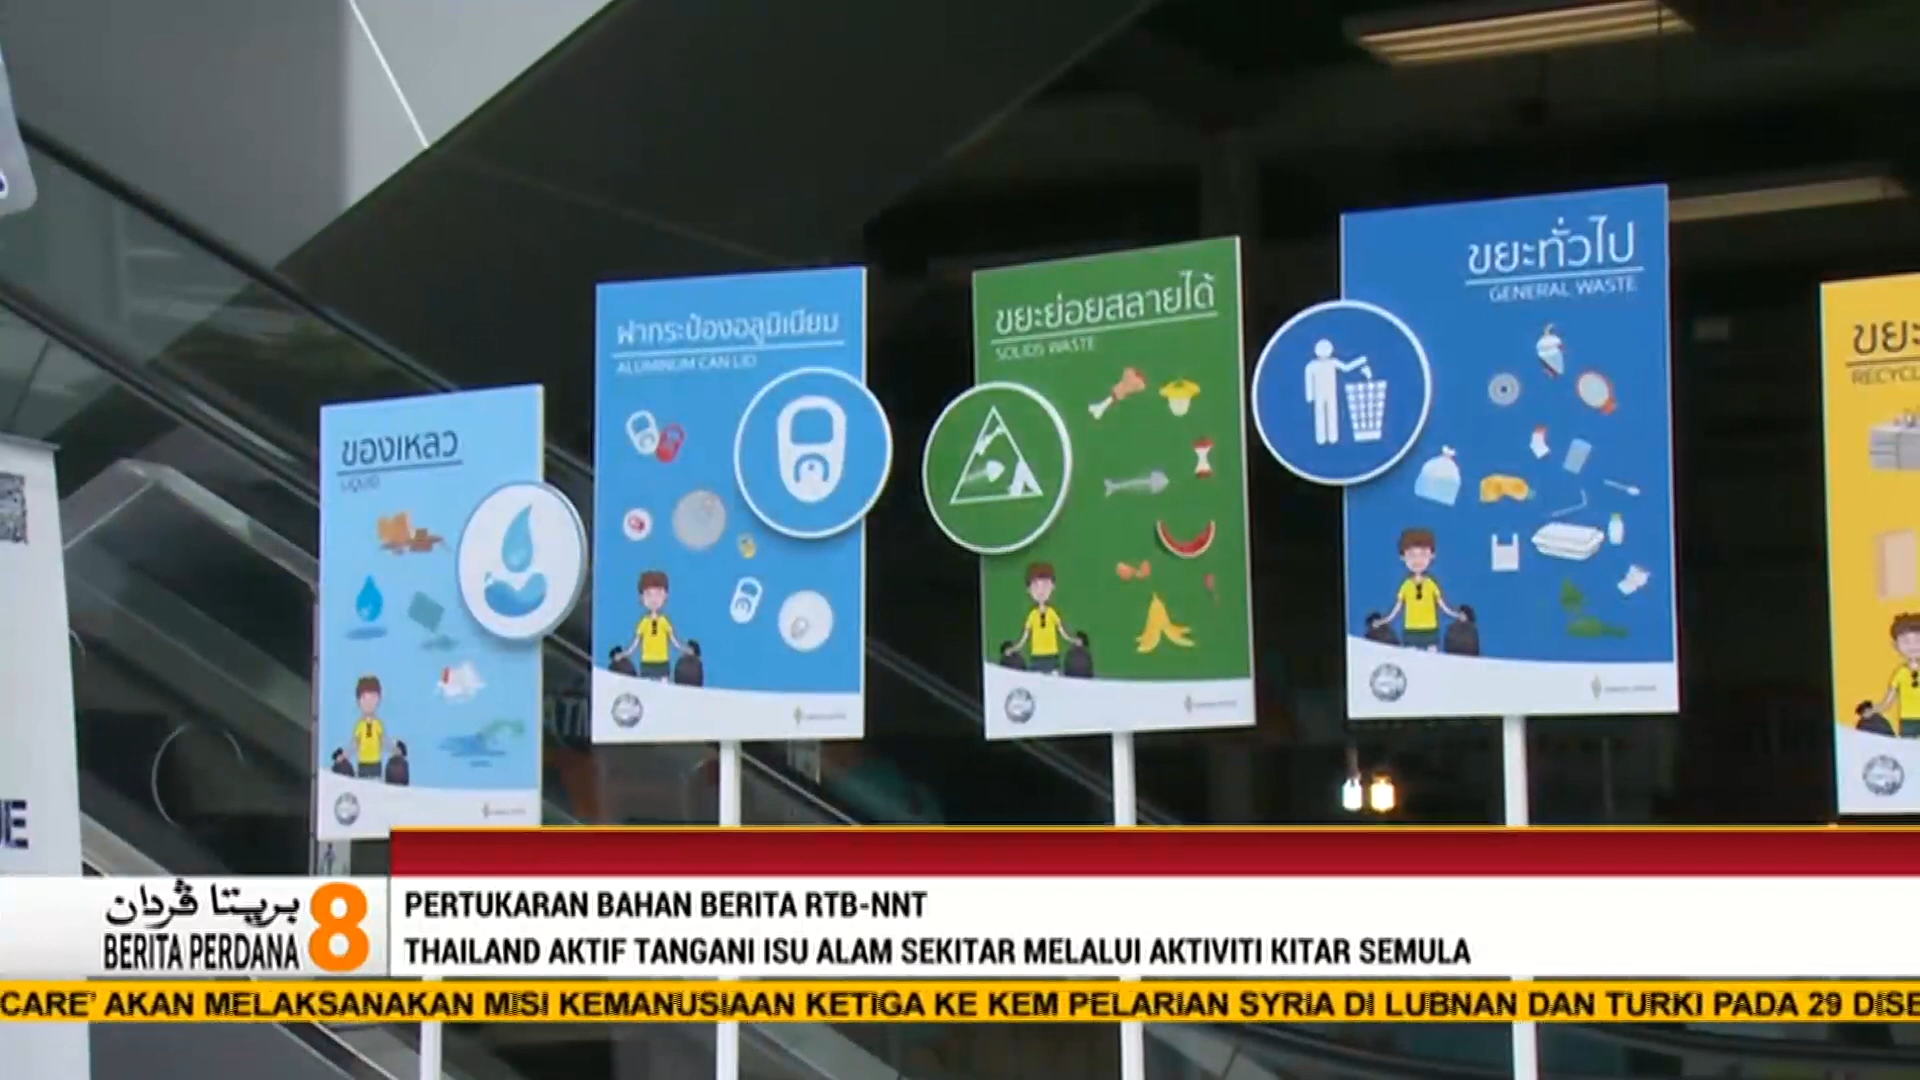 ของเหลว
LIQUID
ฝากระป๋องอลูมิเนียม
ALUMINUM CAN LID
ขยะย่อยสลายได้
SOLIDS WASTE
ขยะทั่วไป
GENERAL WASTE
ขยะ
RECYCL
بريتا ڤردان
BERITA PERDANA 8
PERTUKARAN BAHAN BERITA RTB-NNT
THAILAND AKTIF TANGANI ISU ALAM SEKITAR MELALUI AKTIVITI KITAR SEMULA
CARE' AKAN MELAKSANAKAN MISI KEMANUSIAAN KETIGA KE KEM PELARIAN SYRIA DI LUBNAN DAN TURKI PADA 29 DISE